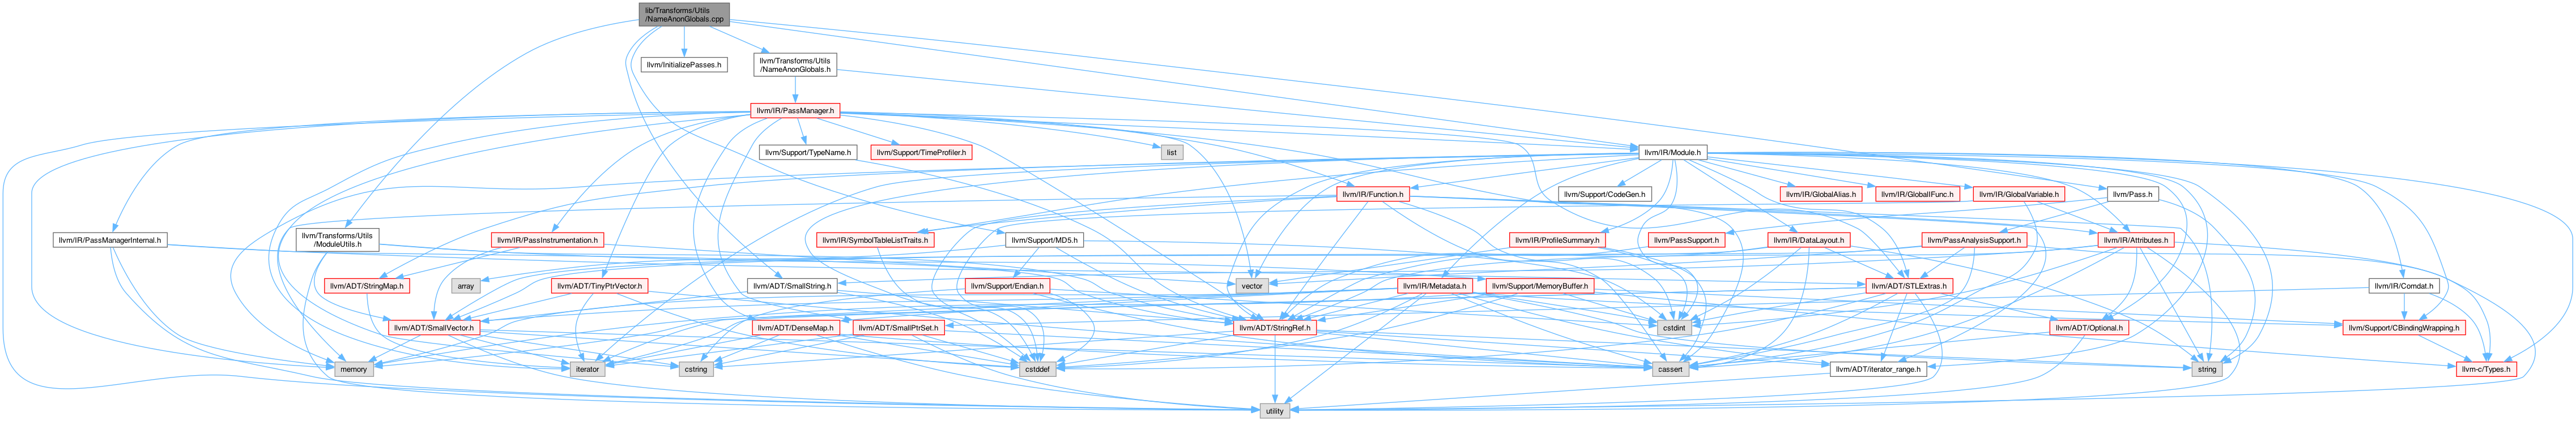 lib/Transforms/Utils
/NameAnonGlobals.cpp
llvm/InitializePasses.h
llvm/Transforms/Utils
/NameAnonGlobals.h
llvm/IR/PassManager.h
llvm/Support/TypeName.h
llvm/Support/TimeProfiler.h
list
llvm/IR/Module.h
llvm/IR/Function.h
llvm/Support/CodeGen.h
llvm/IR/GlobalAlias.h
llvm/IR/GlobalIFunc.h
llvm/IR/GlobalVariable.h
llvm/Pass.h
llvm/IR/PassManagerInternal.h
llvm/Transforms/Utils
/ModuleUtils.h
llvm/IR/PassInstrumentation.h
llvm/IR/SymbolTableListTraits.h
llvm/Support/MD5.h
llvm/IR/ProfileSummary.h
llvm/PassSupport.h
llvm/IR/DataLayout.h
llvm/PassAnalysisSupport.h
llvm/IR/Attributes.h
llvm/ADT/StringMap.h
array
llvm/ADT/TinyPtrVector.h
llvm/ADT/SmallString.h
llvm/Support/Endian.h
vector
llvm/IR/Metadata.h
llvm/Support/MemoryBuffer.h
llvm/ADT/STLExtras.h
llvm/IR/Comdat.h
llvm/ADT/SmallVector.h
llvm/ADT/DenseMap.h
llvm/ADT/SmallPtrSet.h
llvm/ADT/StringRef.h
cstdint
llvm/ADT/Optional.h
llvm/Support/CBindingWrapping.h
memory
iterator
cstring
cstddef
cassert
llvm/ADT/iterator_range.h
string
llvm-c/Types.h
utility